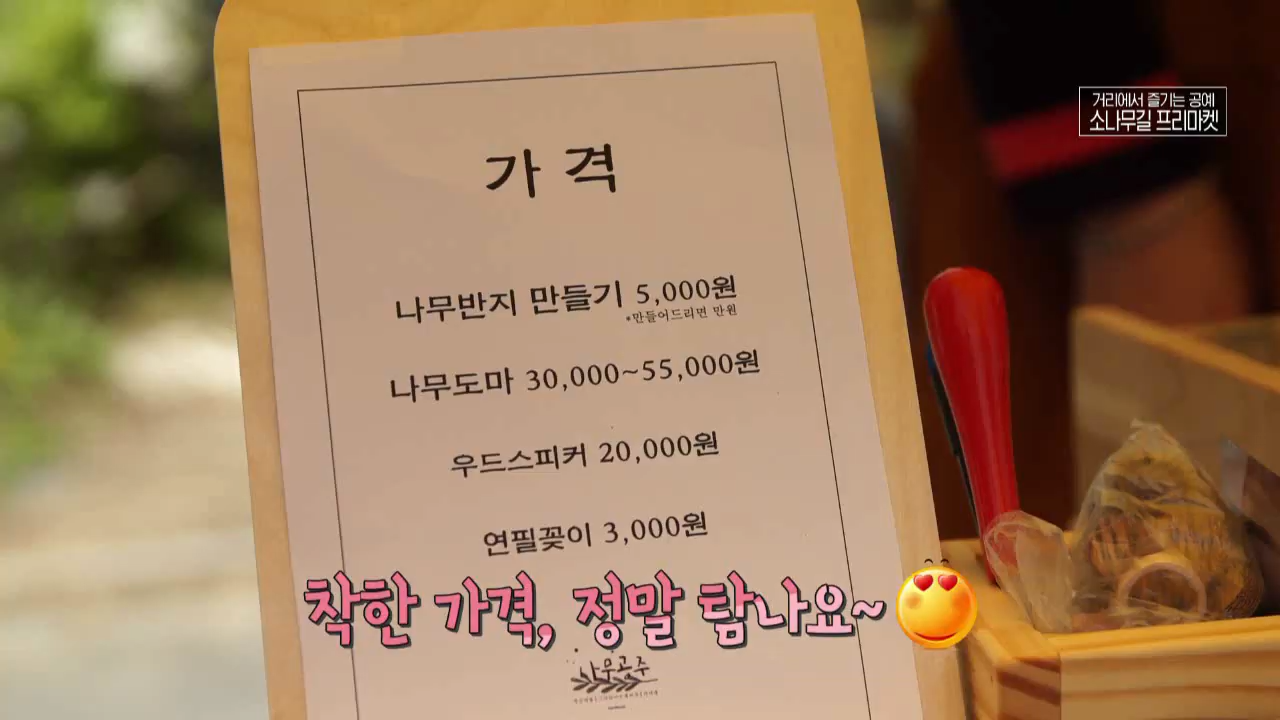 거리에서 즐기는 공예
소나무길 프리마켓
가 격
나무반지 만들기 5,000원
*만들어드리면 만원
나무도마 30,000~55,000원
우드스피커 20,000원
연필꽂이 3,000원
착한 가격, 정말 탐나요~
나무공주